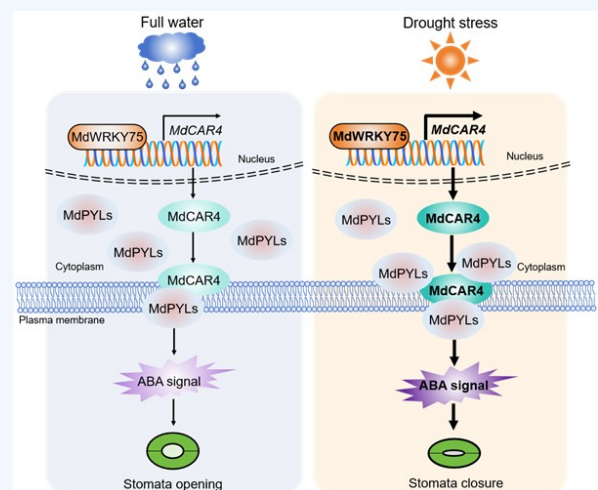 Full water
MdWRKY75
MdCAR4
Nucleus
MdCAR4
MdPYLs
MdPYLs
MdPYLs
Cytoplasm
MdCAR4
MdPYLs
Plasma membrane
ABA signal
Stomata opening
Drought stress
MdWRKY75
MdCAR4
Nucleus
MdPYLs
MdCAR4
MdPYLs
MdPYLs
Cytoplasm
MdCAR4
MdPYLs
ABA signal
Stomata closure